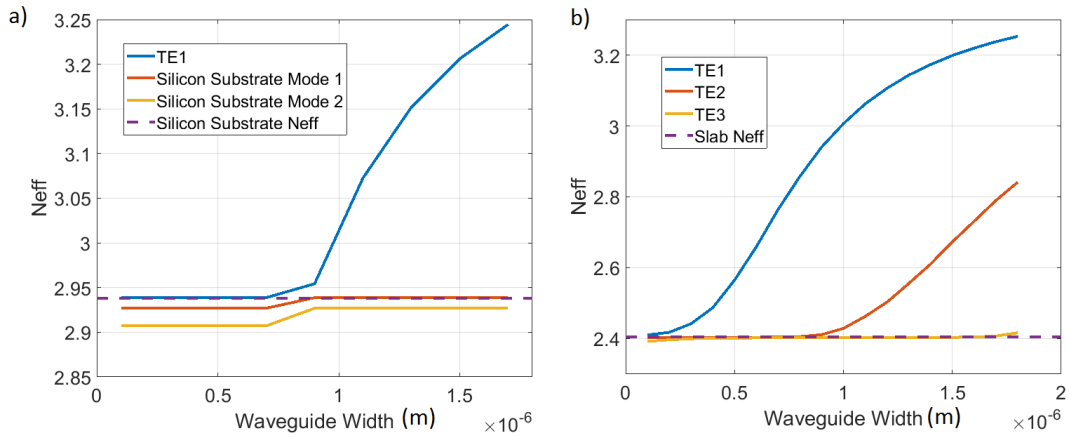 a)
3.25
3.2
3.15
3.1
3.05
3
2.95
2.9
2.85
Neff
TE1
Silicon Substrate Mode 1
Silicon Substrate Mode 2
Silicon Substrate Neff
0
0.5
1
1.5
Waveguide Width (m)
×10⁻⁶
b)
3.2
3
2.8
2.6
2.4
Neff
TE1
TE2
TE3
Slab Neff
0
0.5
1
1.5
2
Waveguide Width (m)
×10⁻⁶